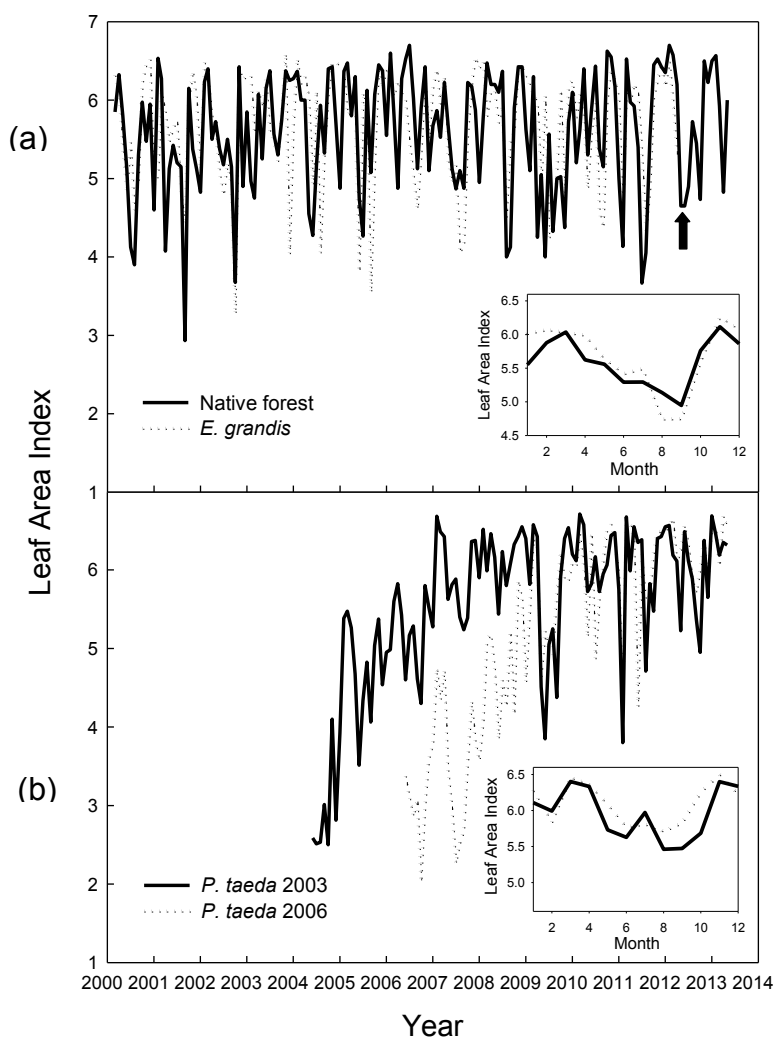 7
6
(a)
5
4
3
2
1
Native forest
E. grandis
Leaf Area Index
6.5
6.0
5.5
5.0
4.5
Leaf Area Index
2 4 6 8 10 12
Month
6
5
4
(b)
3
2
1
P. taeda 2003
P. taeda 2006
6.5
6.0
5.5
5.0
Leaf Area Index
2 4 6 8 10 12
Month
2000 2001 2002 2003 2004 2005 2006 2007 2008 2009 2010 2011 2012 2013 2014
Year